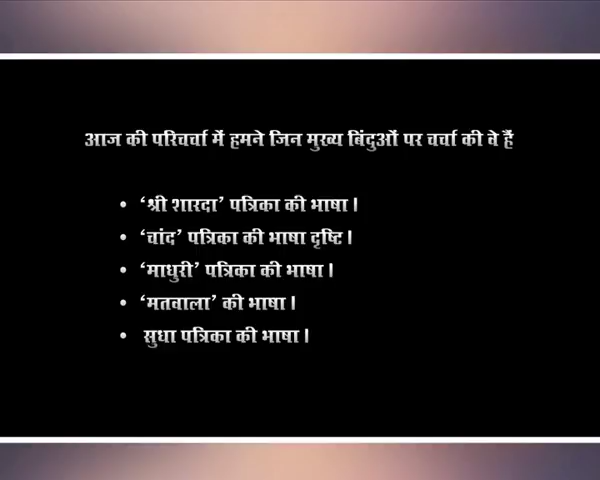 आज की परिचर्चा में हमने जिन मुख्य बिंदुओं पर चर्चा की वे हैं
• ‘श्री शारदा’ पत्रिका की भाषा।
• ‘चांद’ पत्रिका की भाषा दृष्टि।
• ‘माधुरी’ पत्रिका की भाषा।
• ‘मतवाला’ की भाषा।
• सुधा पत्रिका की भाषा।